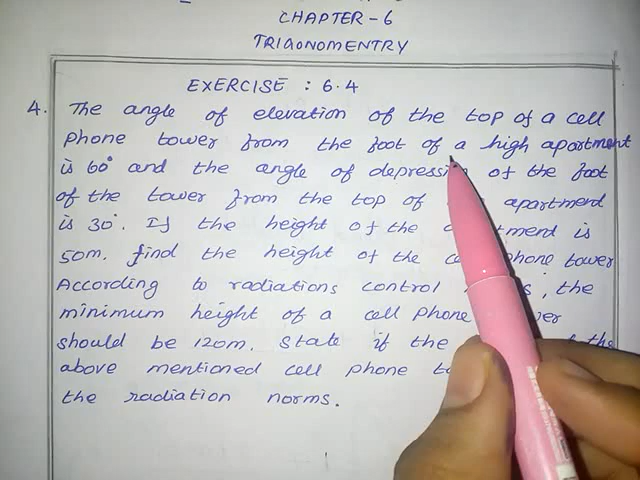 CHAPTER - 6
TRIGONOMENTRY
EXERCISE : 6.4
4. The angle of elevation of the top of a cell
phone tower from the foot of a high apartment
is 60° and the angle of depression of the foot
of the tower from the top of apartment
is 30°. If the height of the is
50m. find the height of the phone tower
According to radiations control the
minimum height of a cell phone
should be 120m. State if the
above mentioned cell phone
the radiation norms.